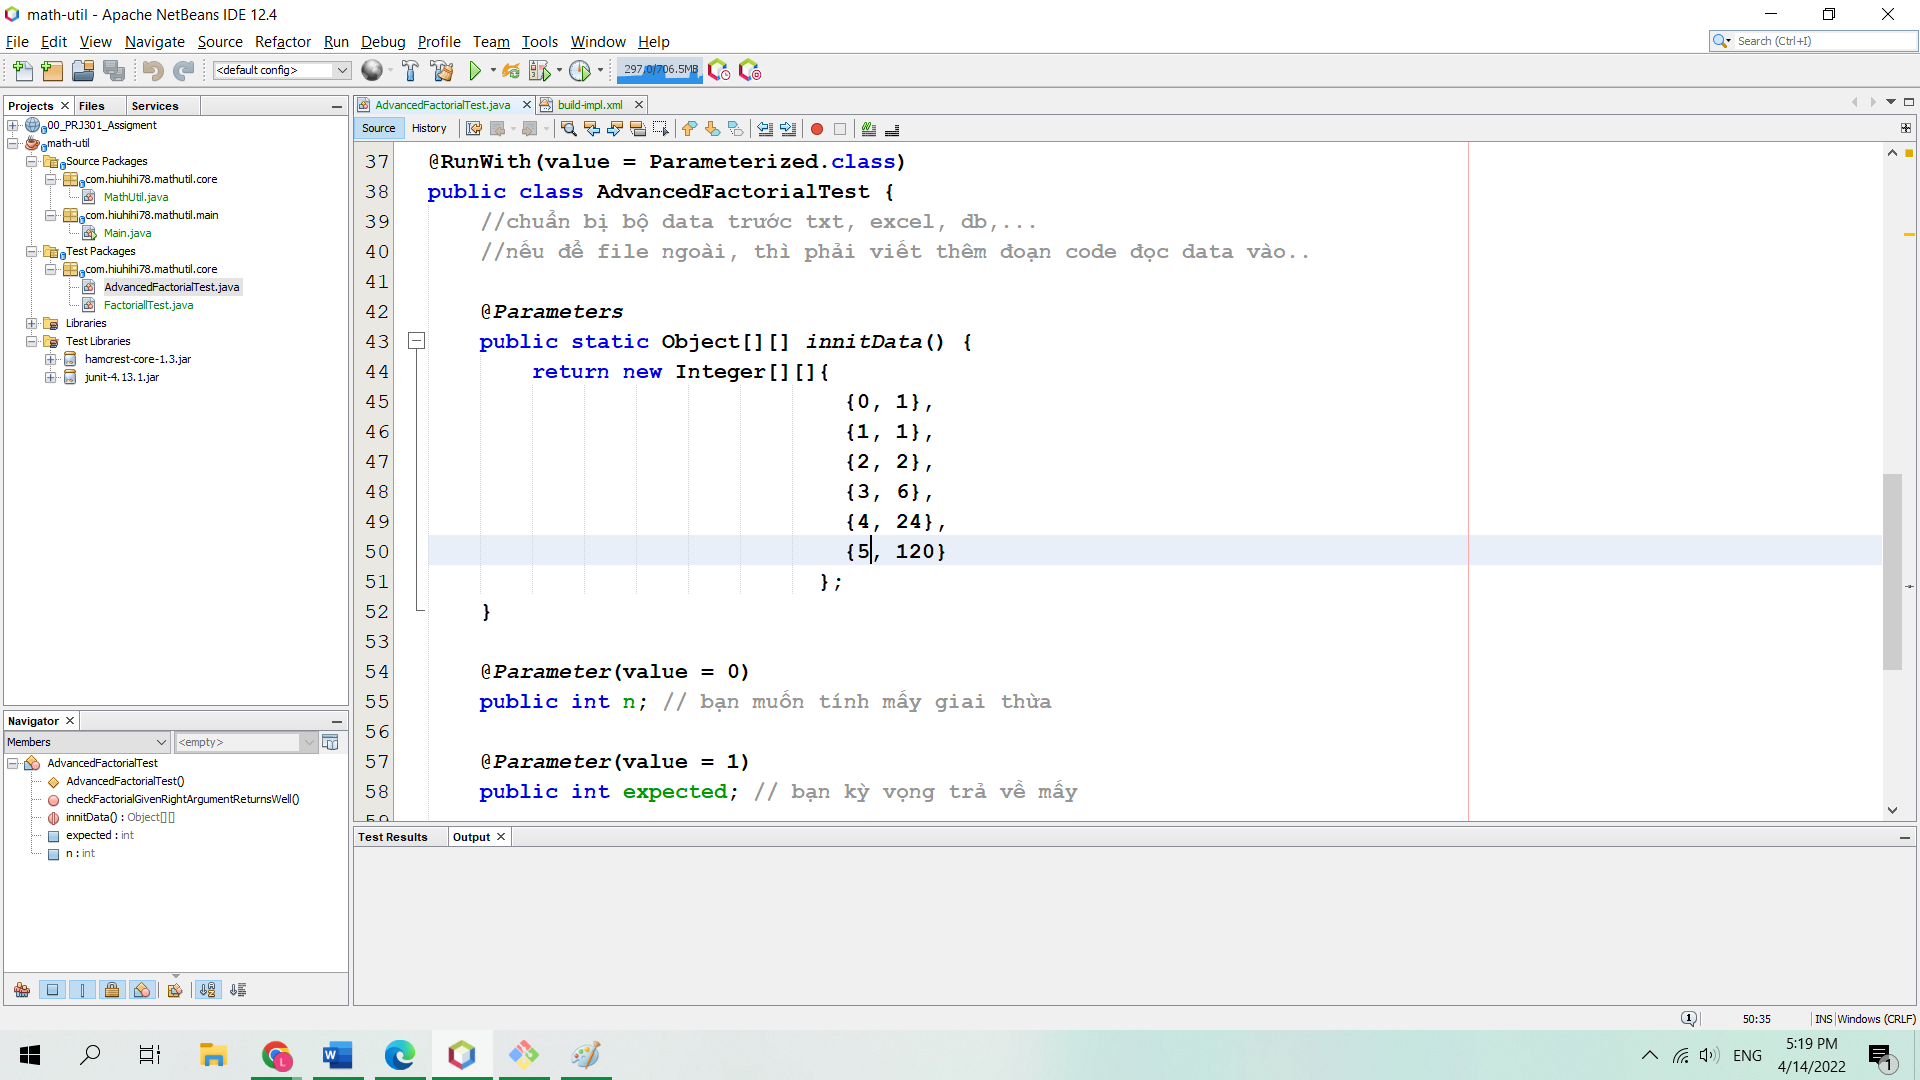 math-util - Apache NetBeans IDE 12.4
File Edit View Navigate Source Refactor Run Debug Profile Team Tools Window Help
Search (Ctrl+I)
<default config>
297,0/706.5MB
Projects Files Services
00_PRJ301_Assigment
math-util
Source Packages
com.hiuhihi78.mathutil.core
MathUtil.java
com.hiuhihi78.mathutil.main
Main.java
Test Packages
com.hiuhihi78.mathutil.core
AdvancedFactorialTest.java
FactoriallTest.java
Libraries
Test Libraries
hamcrest-core-1.3.jar
junit-4.13.1.jar
Navigator
Members <empty>
AdvancedFactorialTest
AdvancedFactorialTest()
checkFactorialGivenRightArgumentReturnsWell()
innitData() : Object[][]
expected : int
n : int
AdvancedFactorialTest.java build-impl.xml
Source History
37 @RunWith(value = Parameterized.class)
38 public class AdvancedFactorialTest {
39 //chuẩn bị bộ data trước txt, excel, db,...
40 //nếu để file ngoài, thì phải viết thêm đoạn code đọc data vào..
41
42 @Parameters
43 public static Object[][] innitData() {
44 return new Integer[][]{
45 {0, 1},
46 {1, 1},
47 {2, 2},
48 {3, 6},
49 {4, 24},
50 {5, 120}
51 };
52 }
53
54 @Parameter(value = 0)
55 public int n; // bạn muốn tính mấy giai thừa
56
57 @Parameter(value = 1)
58 public int expected; // bạn kỳ vọng trả về mấy
59
Test Results Output
1 50:35 INS Windows (CRLF)
ENG
5:19 PM
4/14/2022
1